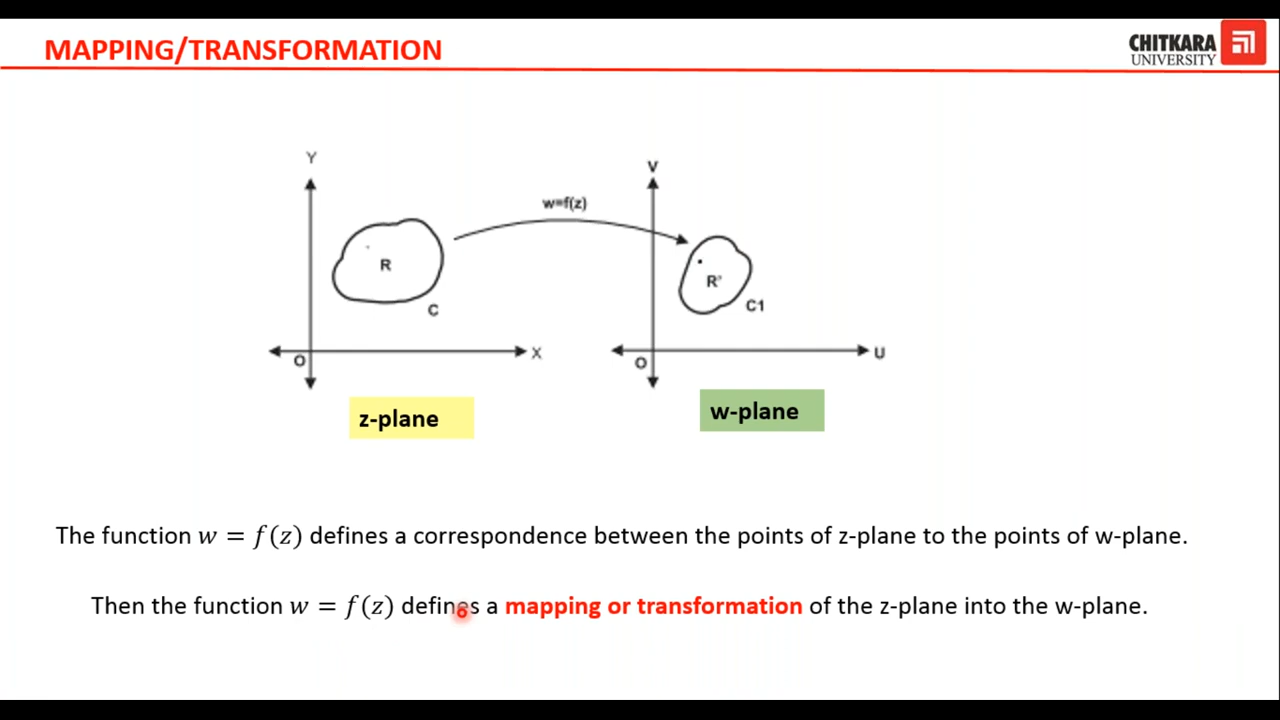 MAPPING/TRANSFORMATION
CHITKARA
UNIVERSITY
Y
V
w=f(z)
R
R'
C
C1
O
X
O
U
z-plane
w-plane
The function w = f(z) defines a correspondence between the points of z-plane to the points of w-plane.
Then the function w = f(z) defines a mapping or transformation of the z-plane into the w-plane.